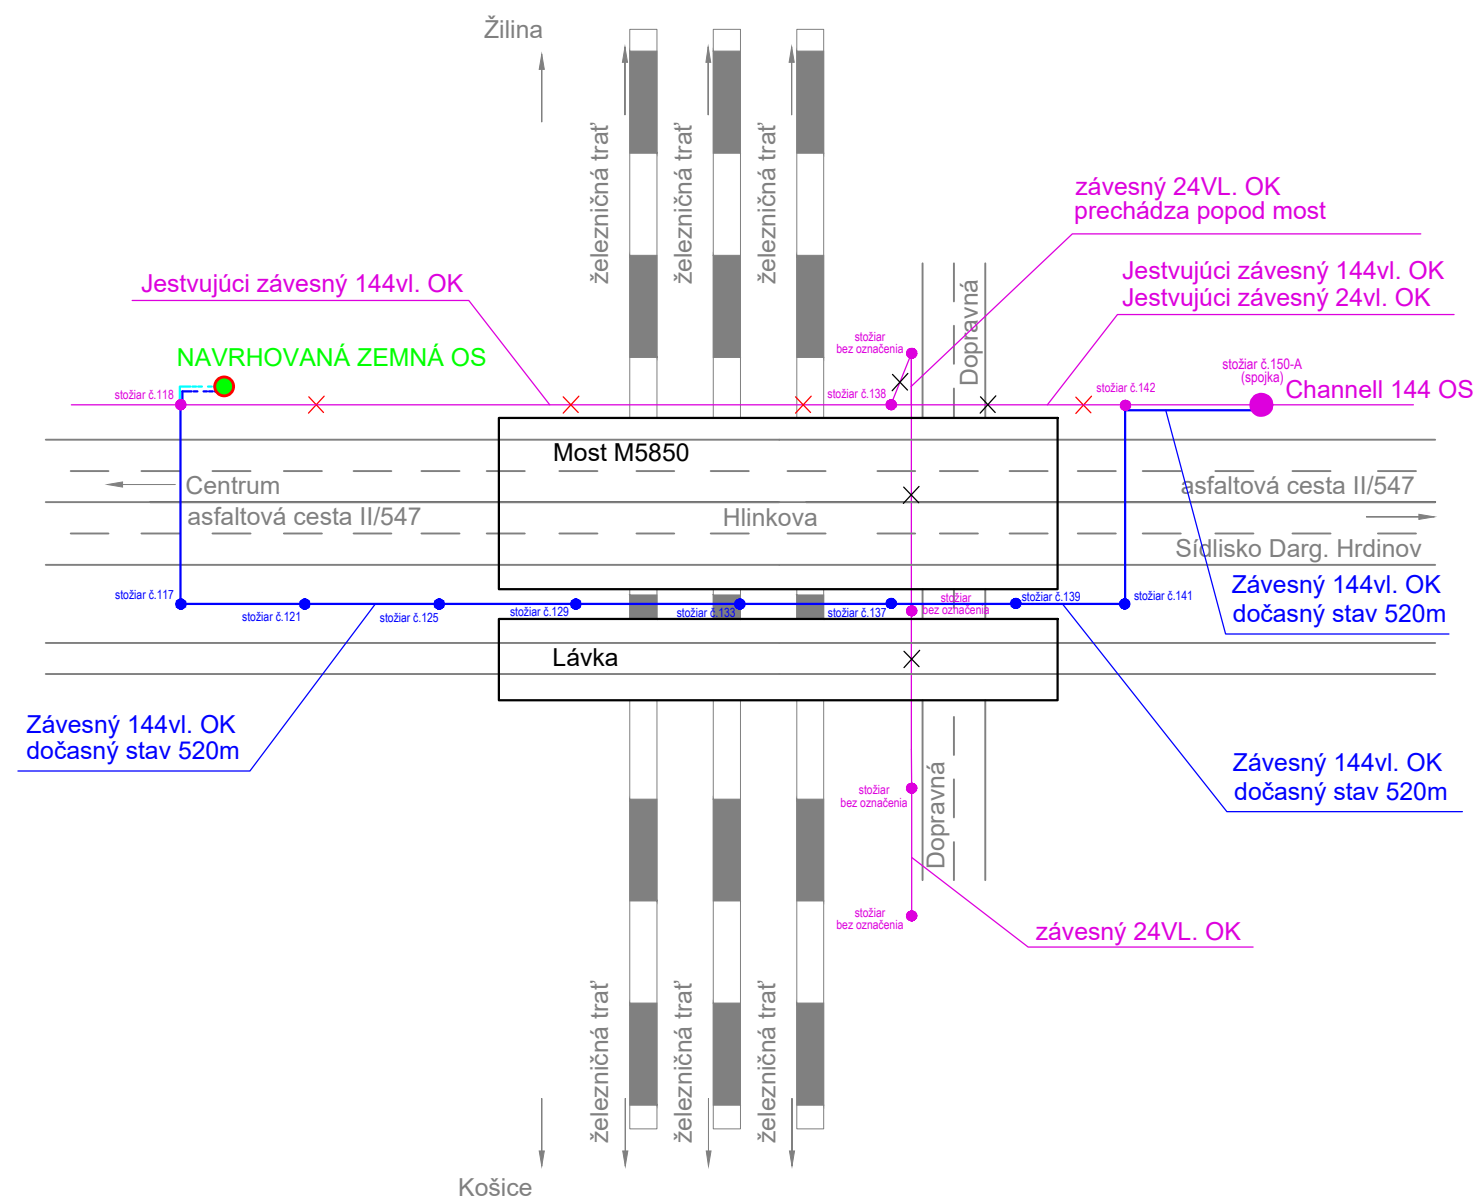 Žilina
železničná trať
železničná trať
železničná trať
závesný 24VL. OK
prechádza popod most
Jestvujúci závesný 144vl. OK
Jestvujúci závesný 144vl. OK
Jestvujúci závesný 24vl. OK
Dopravná
stožiar
bez označenia
NAVRHOVANÁ ZEMNÁ OS
stožiar č.118
stožiar č.138
stožiar č.142
stožiar č.150-A
(spojka)
Channell 144 OS
Most M5850
Centrum
asfaltová cesta II/547
Hlinkova
asfaltová cesta II/547
Sídlisko Darg. Hrdinov
stožiar č.117
stožiar č.121
stožiar č.125
stožiar č.129
stožiar č.133
stožiar č.137
stožiar
bez označenia
stožiar č.139
stožiar č.141
Závesný 144vl. OK
dočasný stav 520m
Lávka
Závesný 144vl. OK
dočasný stav 520m
Závesný 144vl. OK
dočasný stav 520m
stožiar
bez označenia
Dopravná
stožiar
bez označenia
závesný 24VL. OK
železničná trať
železničná trať
železničná trať
Košice